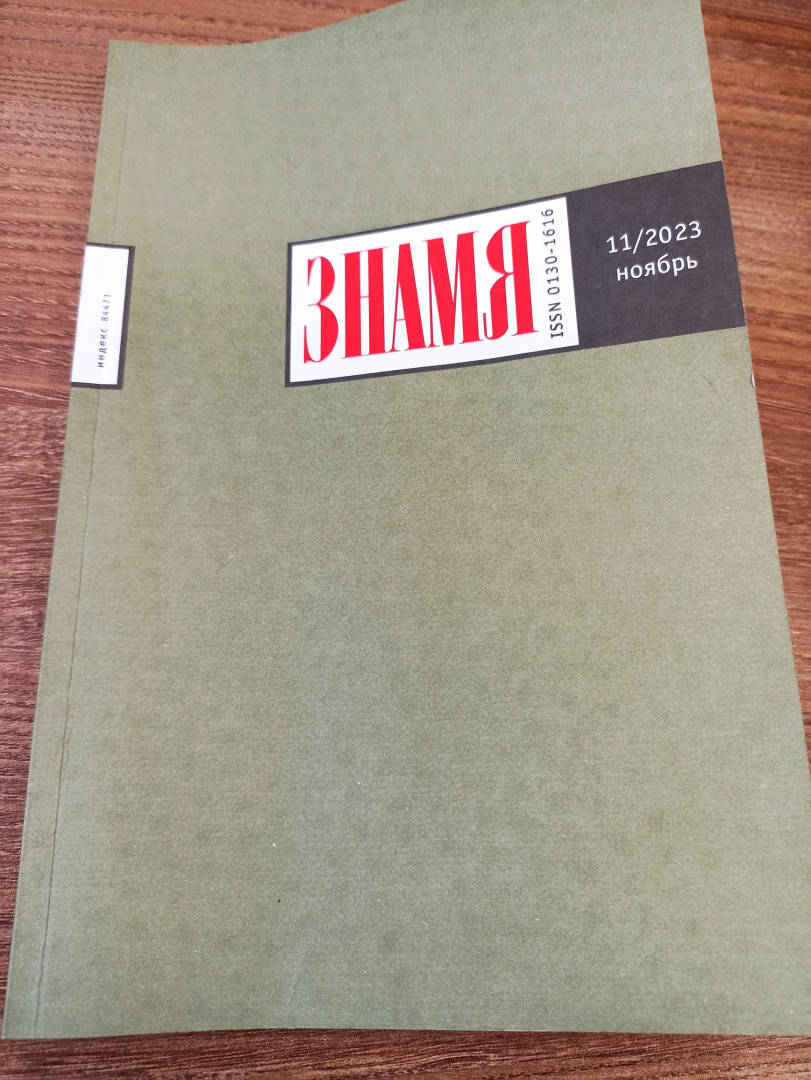 ЗНАМЯ
ISSN 0130-1616
11/2023
ноябрь
индекс 84471